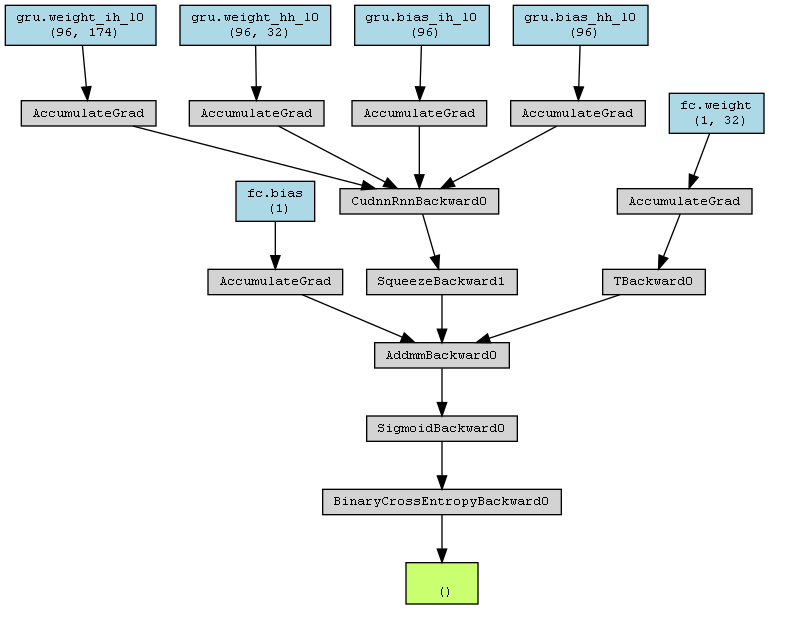 gru.weight_ih_l0
(96, 174)
gru.weight_hh_l0
(96, 32)
gru.bias_ih_l0
(96)
gru.bias_hh_l0
(96)
AccumulateGrad
AccumulateGrad
AccumulateGrad
AccumulateGrad
fc.weight
(1, 32)
fc.bias
(1)
CudnnRnnBackward0
AccumulateGrad
AccumulateGrad
SqueezeBackward1
TBackward0
AddmmBackward0
SigmoidBackward0
BinaryCrossEntropyBackward0
()